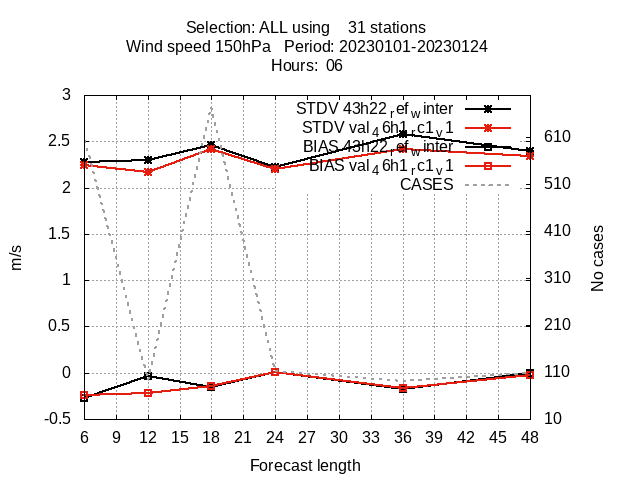 Selection: ALL using 31 stations
Wind speed 150hPa Period: 20230101-20230124
Hours: 06
STDV 43h22_ref_winter
STDV val_46h1_rc1_v1
BIAS 43h22_ref_winter
BIAS val_46h1_rc1_v1
CASES
3
2.5
2
1.5
1
0.5
0
-0.5
m/s
610
510
410
310
210
110
10
No cases
6 9 12 15 18 21 24 27 30 33 36 39 42 45 48
Forecast length